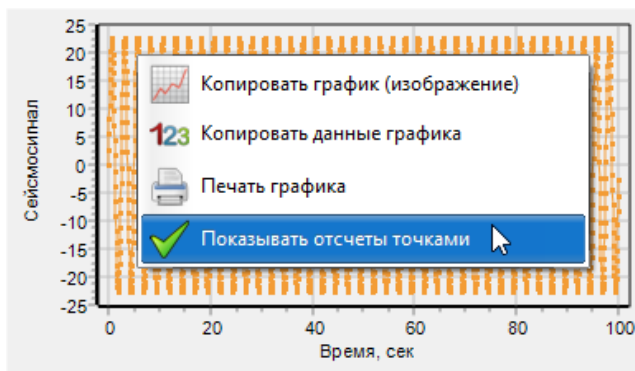 25
20
15
10
5
0
-5
-10
-15
-20
-25
Сейсмосигнал
Копировать график (изображение)
123 Копировать данные графика
Печать графика
Показывать отсчеты точками
0 20 40 60 80 100
Время, сек